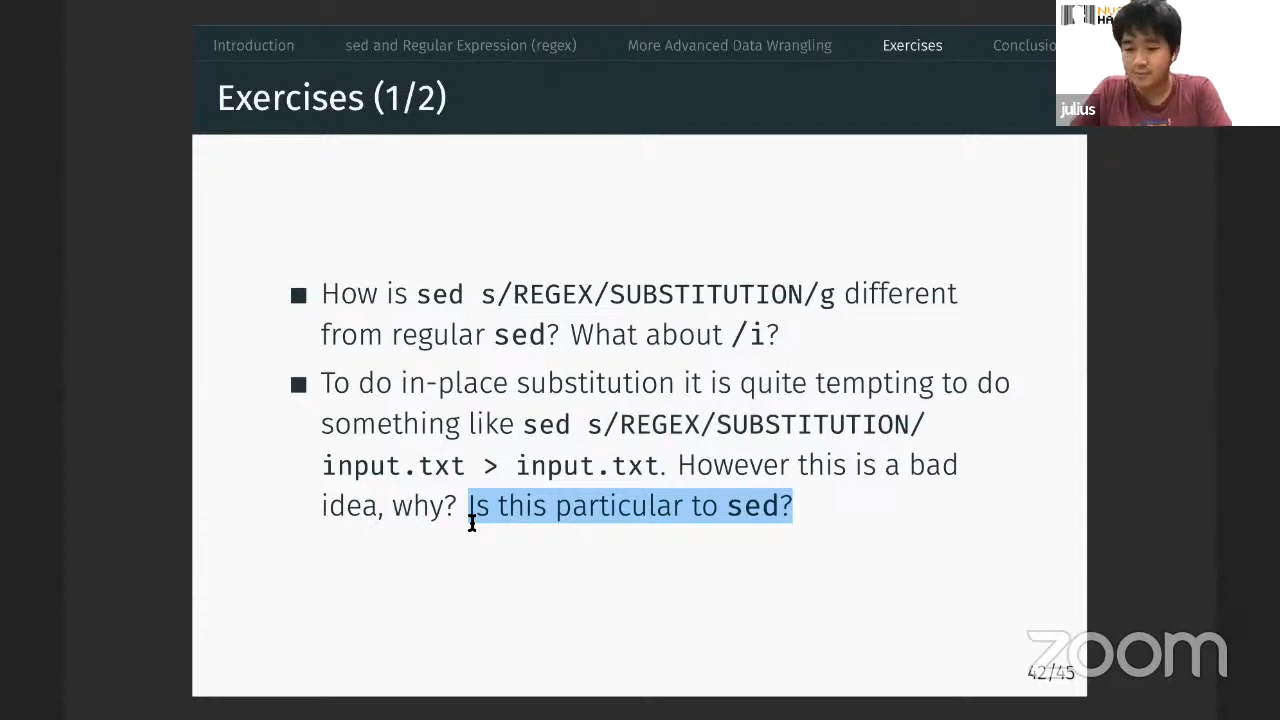 Introduction sed and Regular Expression (regex) More Advanced Data Wrangling Exercises Conclusio
Exercises (1/2)
julius
How is sed s/REGEX/SUBSTITUTION/g different
from regular sed? What about /i?
To do in-place substitution it is quite tempting to do
something like sed s/REGEX/SUBSTITUTION/
input.txt > input.txt. However this is a bad
idea, why? Is this particular to sed?
zoom
42/45